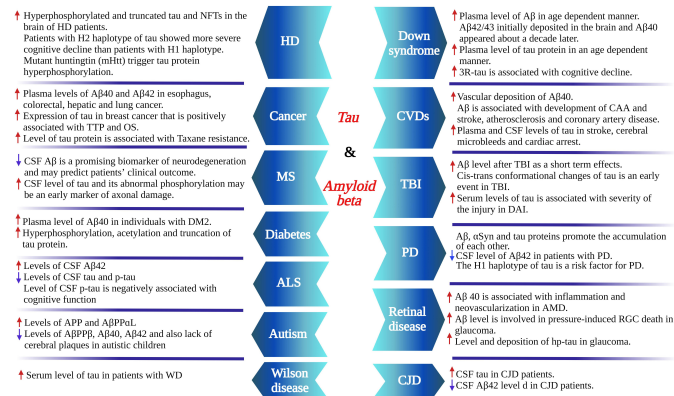 Hyperphosphorylated and truncated tau and NFTs in the
brain of HD patients.
Patients with H2 haplotype of tau showed more severe
cognitive decline than patients with H1 haplotype.
Mutant huntingtin (mHtt) trigger tau protein
hyperphosphorylation.
HD
Plasma levels of Aβ40 and Aβ42 in esophagus,
colorectal, hepatic and lung cancer.
Expression of tau in breast cancer that is positively
associated with TTP and OS.
Level of tau protein is associated with Taxane resistance.
Cancer
CSF Aβ is a promising biomarker of neurodegeneration
and may predict patients’ clinical outcome.
CSF level of tau and its abnormal phosphorylation may
be an early marker of axonal damage.
MS
Plasma level of Aβ40 in individuals with DM2.
Hyperphosphorylation, acetylation and truncation of
tau protein.
Diabetes
Levels of CSF Aβ42
Levels of CSF tau and p-tau
Level of CSF p-tau is negatively associated with
cognitive function
ALS
Levels of APP and AβPPαL
Levels of AβPPβ, Aβ40, Aβ42 and also lack of
cerebral plaques in autistic children
Autism
Serum level of tau in patients with WD
Wilson
disease
Tau
&
Amyloid
beta
Down
syndrome
Plasma level of Aβ in age dependent manner.
Aβ42/43 initially deposited in the brain and Aβ40
appeared about a decade later.
Plasma level of tau protein in an age dependent
manner.
3R-tau is associated with cognitive decline.
CVDs
Vascular deposition of Aβ40.
Aβ is associated with development of CAA and
stroke, atherosclerosis and coronary artery disease.
Plasma and CSF levels of tau in stroke, cerebral
microbleeds and cardiac arrest.
TBI
Aβ level after TBI as a short term effects.
Cis-trans conformational changes of tau is an early
event in TBI.
Serum levels of tau is associated with severity of
the injury in DAI.
PD
Aβ, αSyn and tau proteins promote the accumulation
of each other.
CSF level of Aβ42 in patients with PD.
The H1 haplotype of tau is a risk factor for PD.
Retinal
disease
Aβ 40 is associated with inflammation and
neovascularization in AMD.
Aβ level is involved in pressure-induced RGC death in
glaucoma.
Level and deposition of hp-tau in glaucoma.
CJD
CSF tau in CJD patients.
CSF Aβ42 level d in CJD patients.